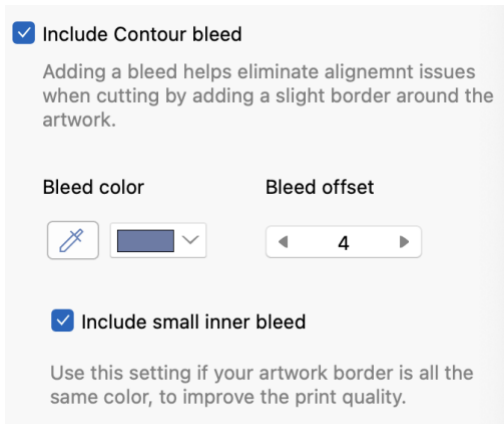 Include Contour bleed
Adding a bleed helps eliminate alignemnt issues
when cutting by adding a slight border around the
artwork.
Bleed color
Bleed offset
4
Include small inner bleed
Use this setting if your artwork border is all the
same color, to improve the print quality.